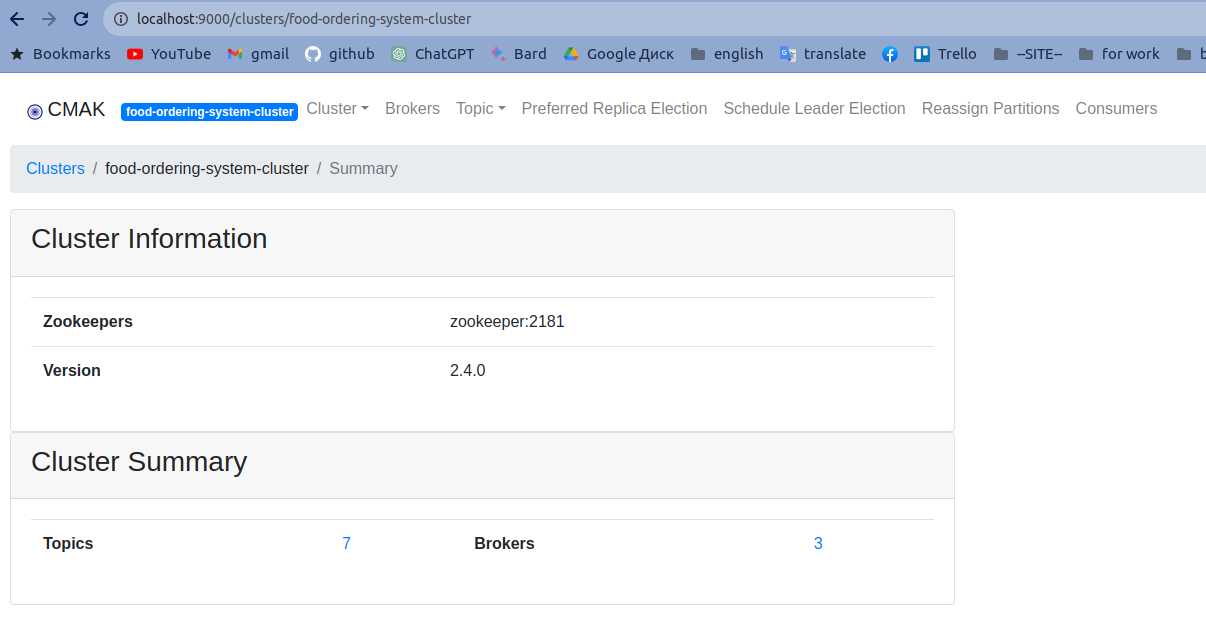 localhost:9000/clusters/food-ordering-system-cluster
Bookmarks YouTube gmail github ChatGPT Bard Google Диск english translate Trello --SITE-- for work
CMAK food-ordering-system-cluster Cluster Brokers Topic Preferred Replica Election Schedule Leader Election Reassign Partitions Consumers
Clusters / food-ordering-system-cluster / Summary
Cluster Information
Zookeepers zookeeper:2181
Version 2.4.0
Cluster Summary
Topics 7 Brokers 3